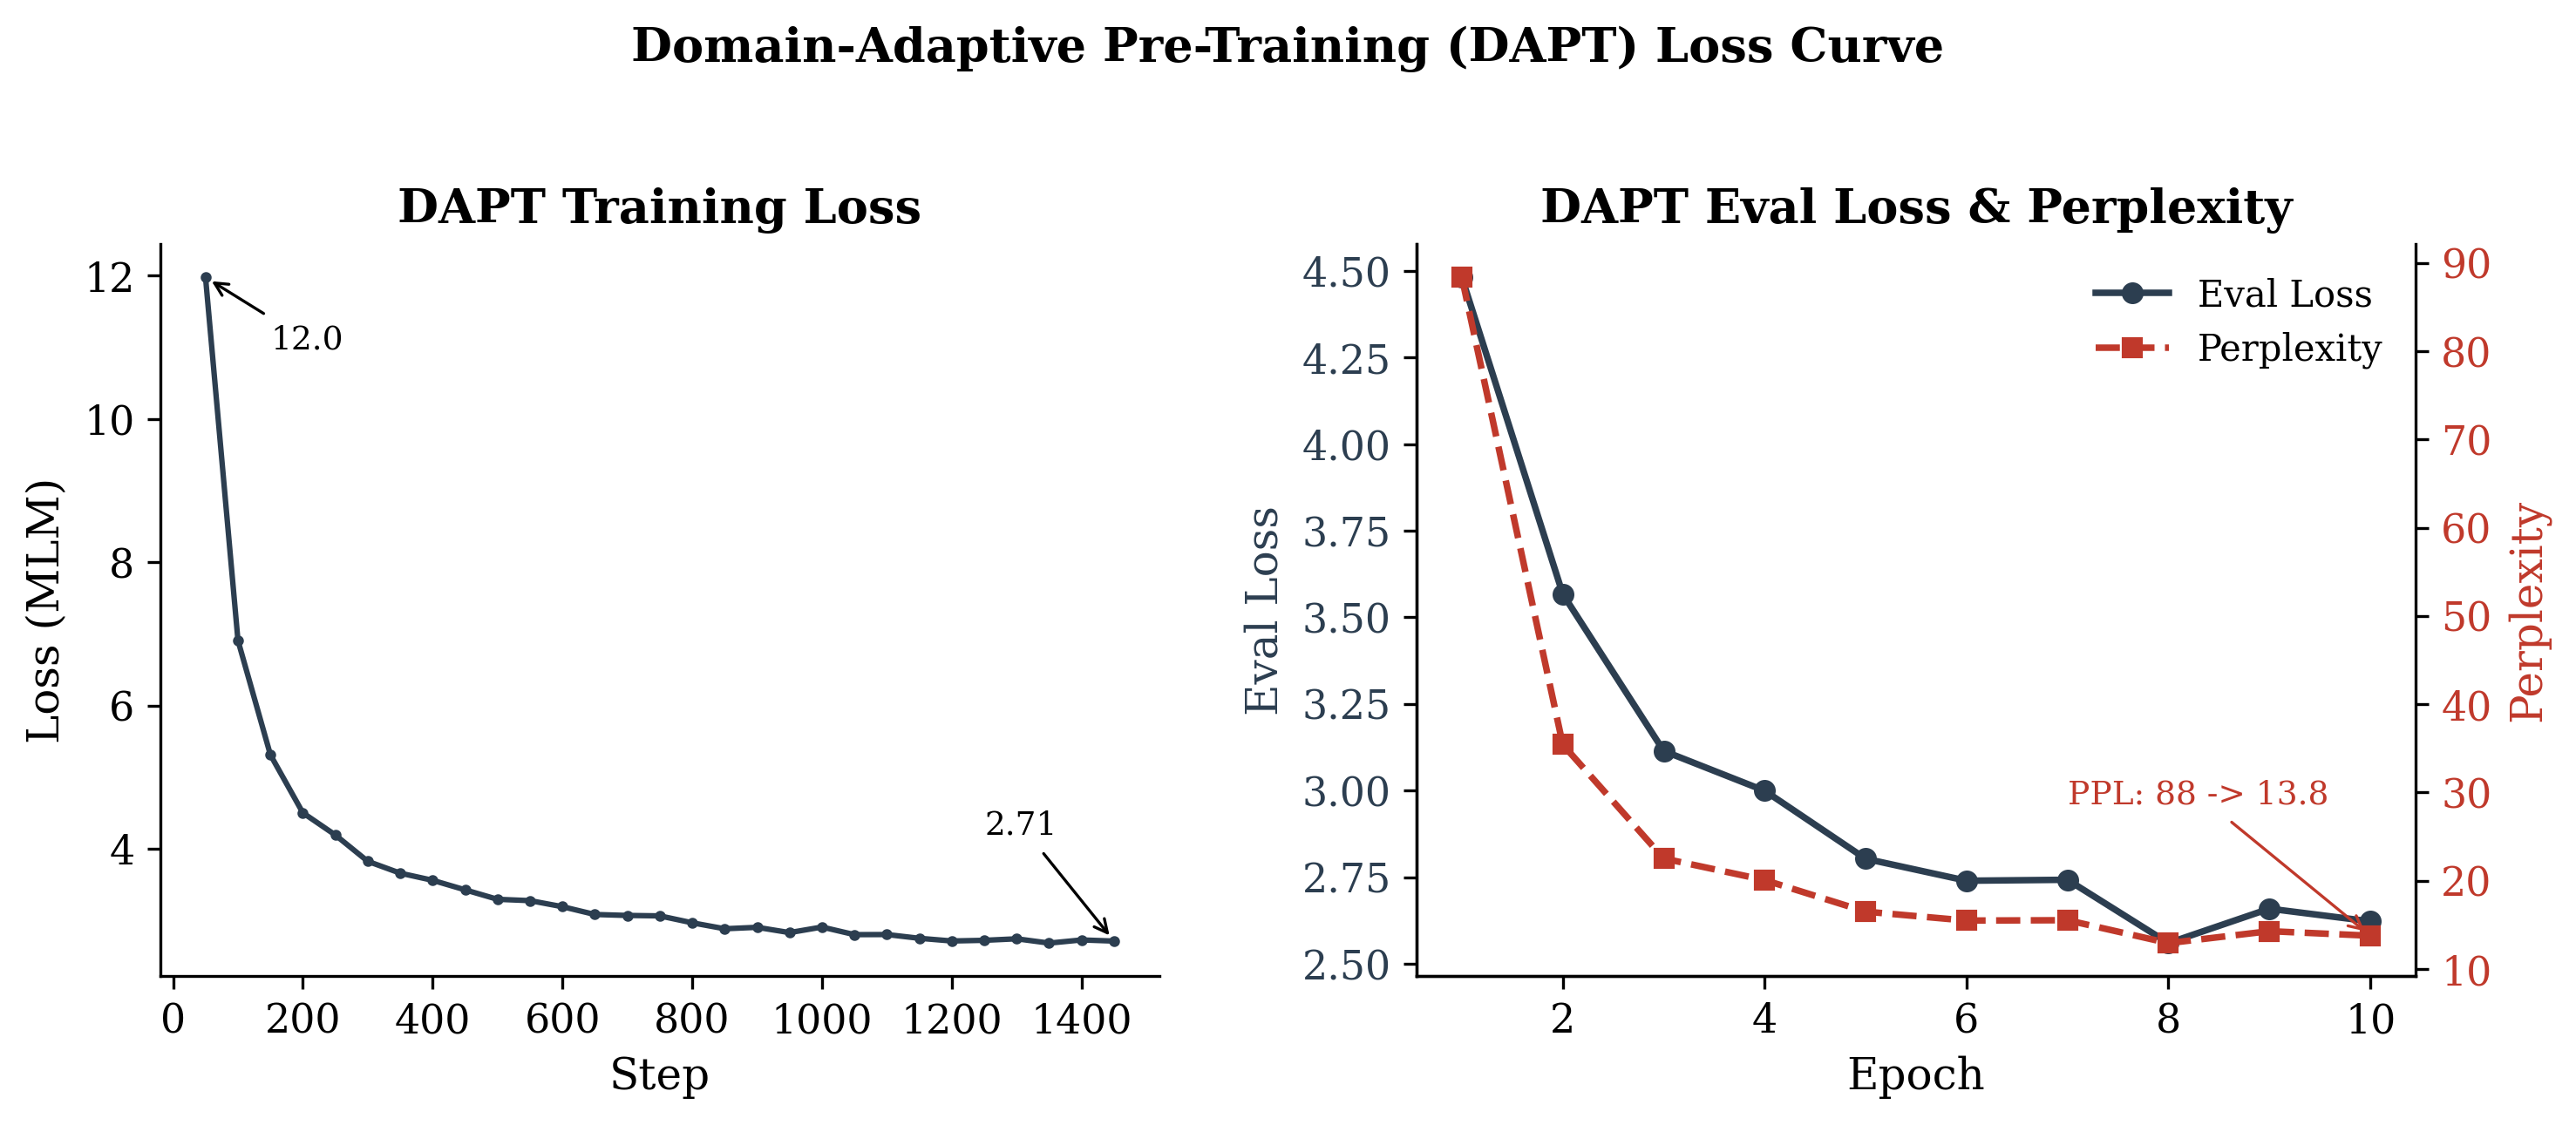 Domain-Adaptive Pre-Training (DAPT) Loss Curve
DAPT Training Loss
12
10
8
6
4
Loss (MLM)
12.0
2.71
0 200 400 600 800 1000 1200 1400
Step
DAPT Eval Loss & Perplexity
4.50
4.25
4.00
3.75
3.50
3.25
3.00
2.75
2.50
Eval Loss
Eval Loss
Perplexity
PPL: 88 -> 13.8
90
80
70
60
50
40
30
20
10
Perplexity
2 4 6 8 10
Epoch